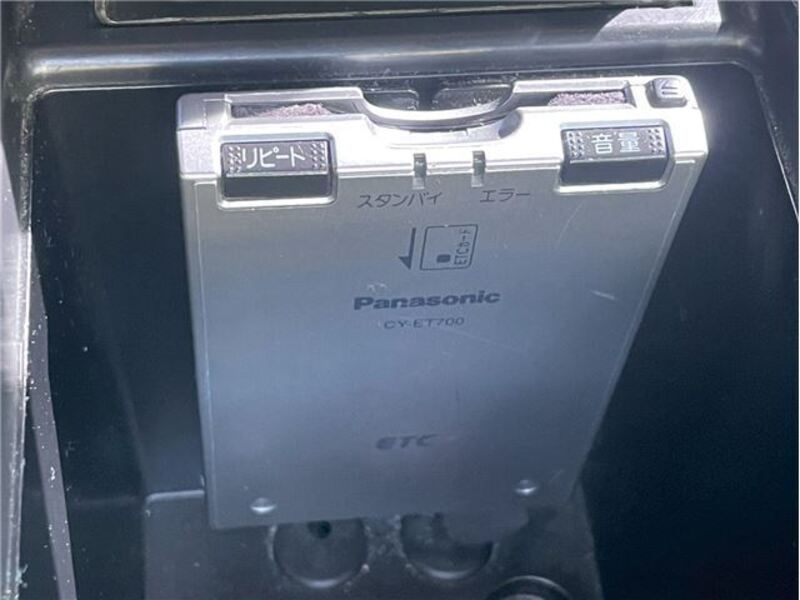 リピート
音量
スタンバイ
エラー
ETCカード
Panasonic
CY-ET700
ETC